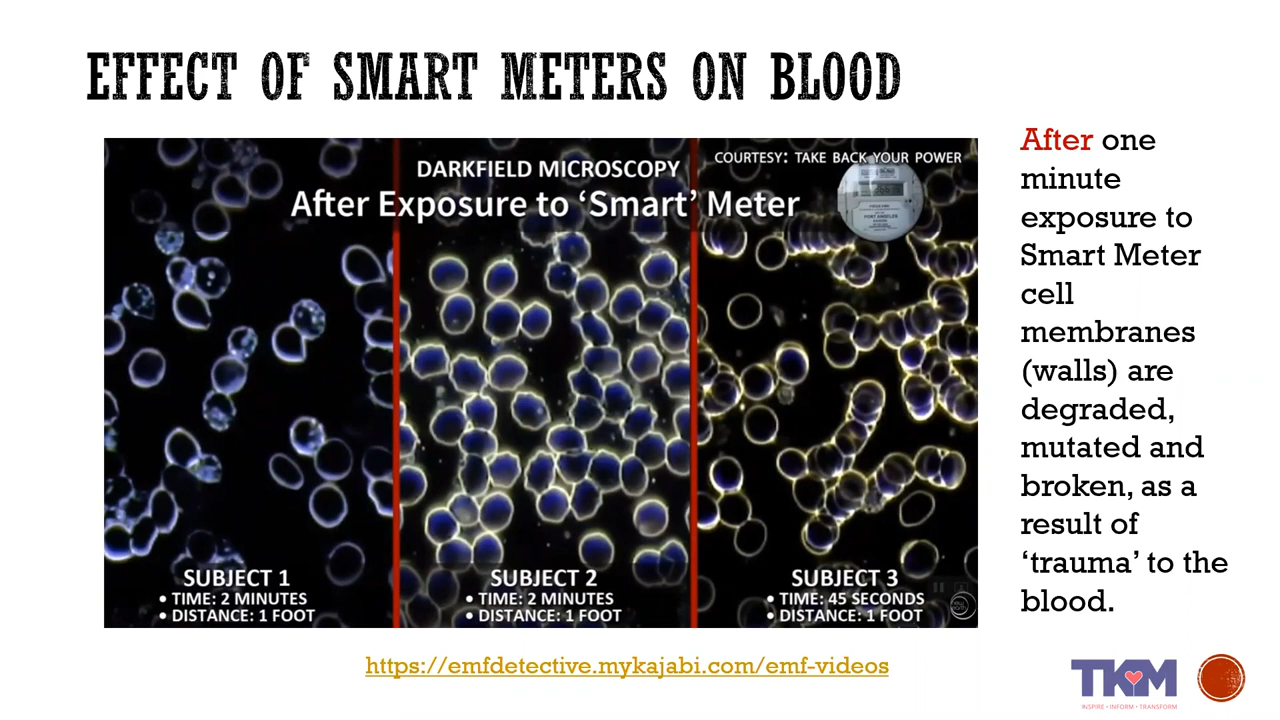 EFFECT OF SMART METERS ON BLOOD
DARKFIELD MICROSCOPY
COURTESY: TAKE BACK YOUR POWER
After Exposure to ‘Smart’ Meter
SUBJECT 1
• TIME: 2 MINUTES
• DISTANCE: 1 FOOT
SUBJECT 2
• TIME: 2 MINUTES
• DISTANCE: 1 FOOT
SUBJECT 3
• TIME: 45 SECONDS
• DISTANCE: 1 FOOT
After one
minute
exposure to
Smart Meter
cell
membranes
(walls) are
degraded,
mutated and
broken, as a
result of
‘trauma’ to the
blood.
https://emfdetective.mykajabi.com/emf-videos
TKM
INSPIRE • INFORM • TRANSFORM